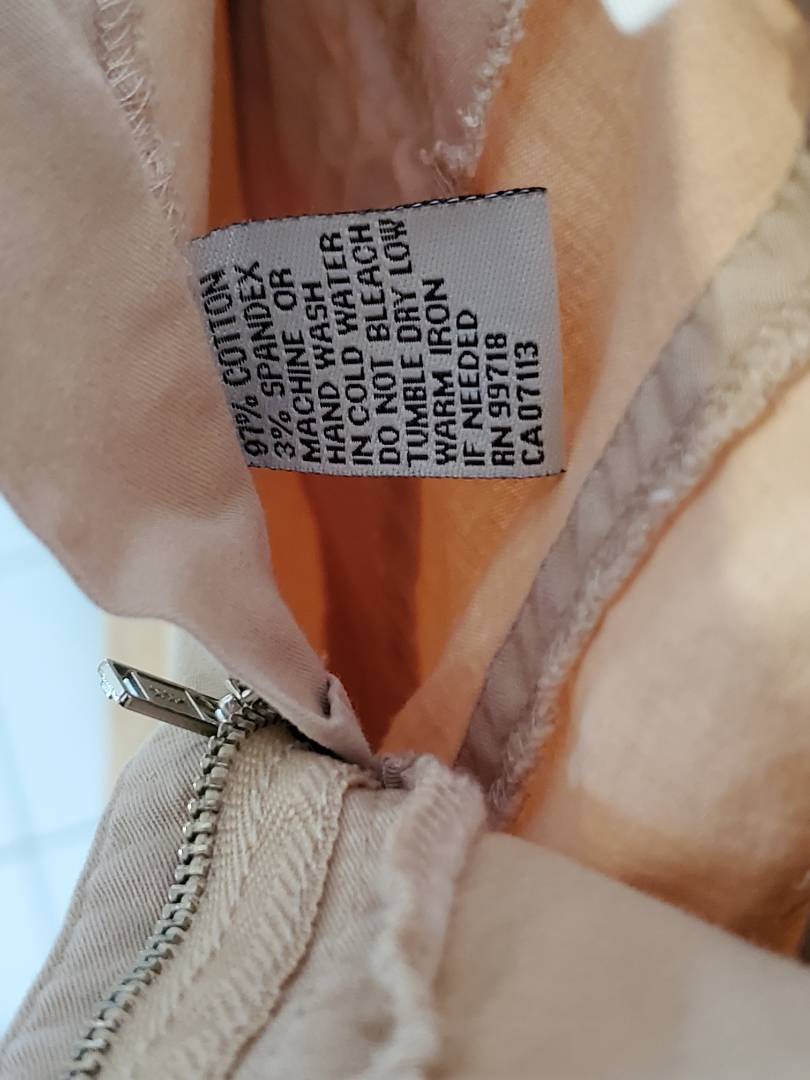 97% COTTON
3% SPANDEX
MACHINE OR
HAND WASH
IN COLD WATER
DO NOT BLEACH
TUMBLE DRY LOW
WARM IRON
IF NEEDED
RN 99718
CA 07113